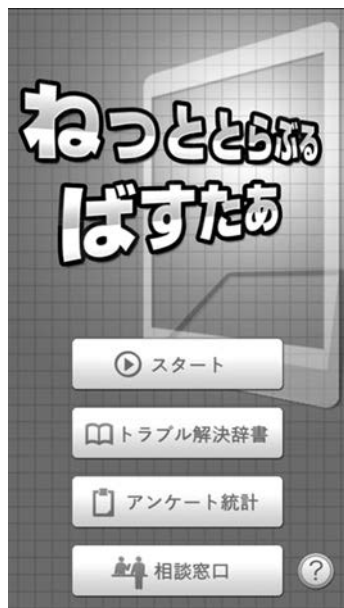 ねっととらぶる
ばすたあ
スタート
トラブル解決辞書
アンケート統計
相談窓口
?